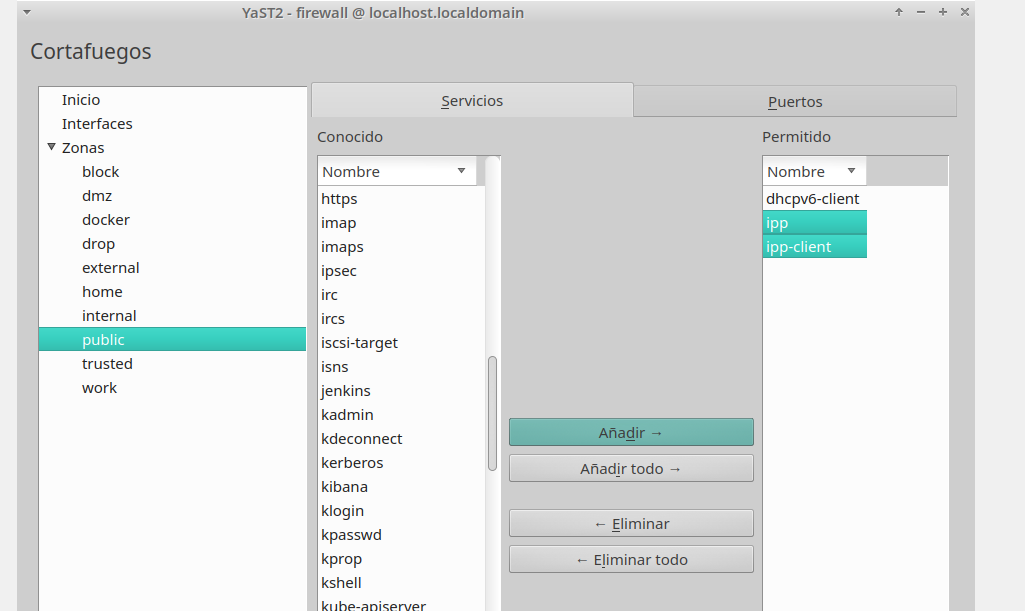 YaST2 - firewall @ localhost.localdomain
Cortafuegos
Inicio
Interfaces
Zonas
block
dmz
docker
drop
external
home
internal
public
trusted
work
Servicios
Puertos
Conocido
Nombre
https
imap
imaps
ipsec
irc
ircs
iscsi-target
isns
jenkins
kadmin
kdeconnect
kerberos
kibana
klogin
kpasswd
kprop
kshell
kube-apiserver
Añadir →
Añadir todo →
← Eliminar
← Eliminar todo
Permitido
Nombre
dhcpv6-client
ipp
ipp-client